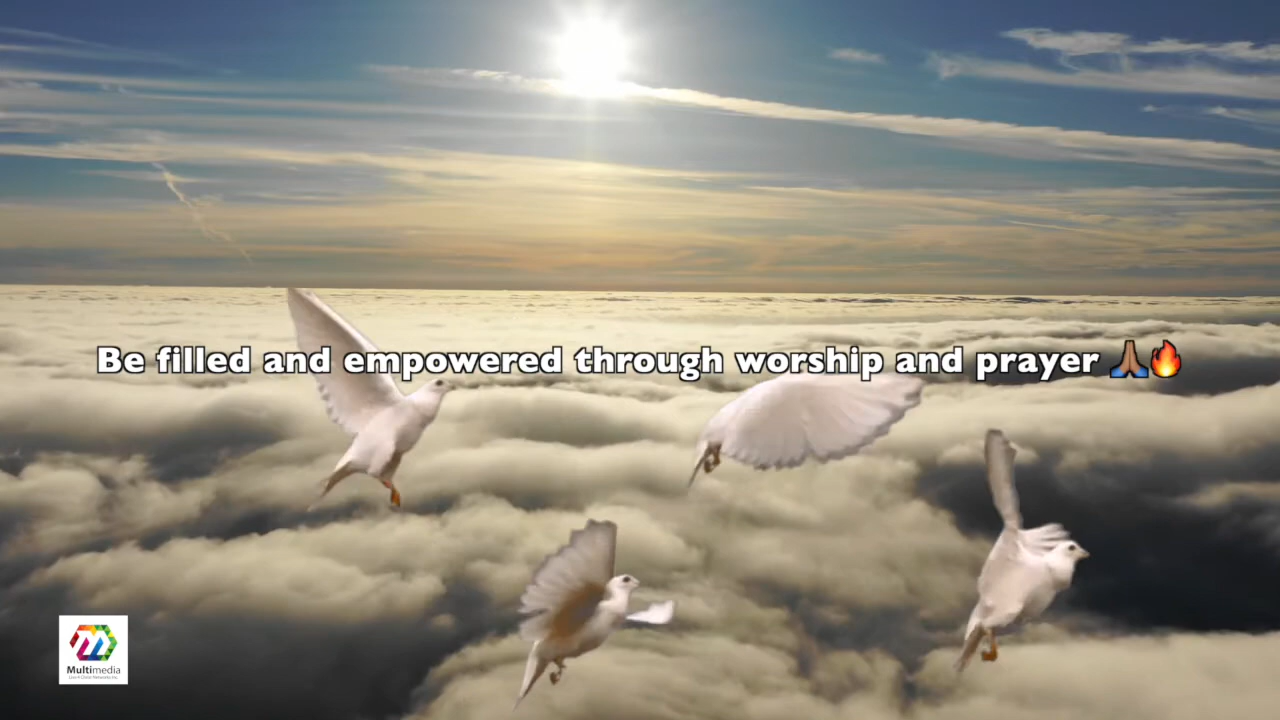 Be filled and empowered through worship and prayer 🙏🏽🔥
Multimedia